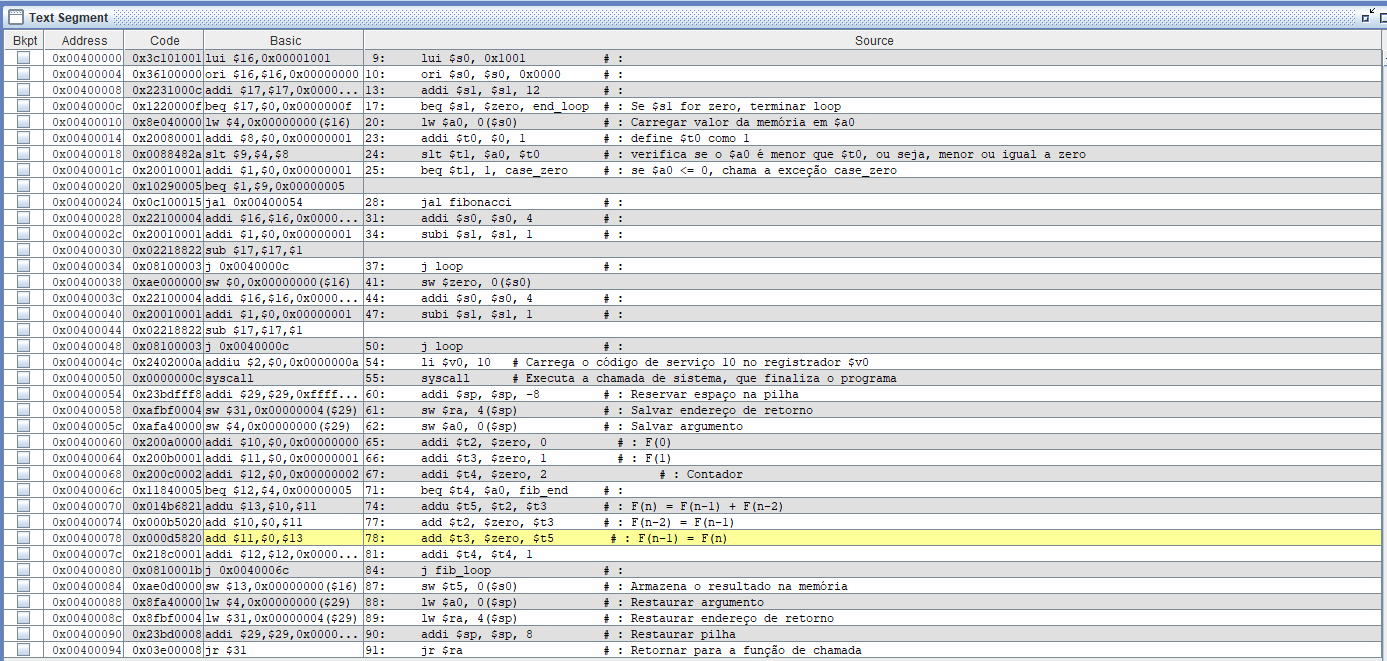 Text Segment
Bkpt Address Code Basic Source
0x00400000 0x3c101001 lui $16,0x00001001 9: lui $s0, 0x1001 # :
0x00400004 0x36100000 ori $16,$16,0x00000000 10: ori $s0, $s0, 0x0000 # :
0x00400008 0x2231000c addi $17,$17,0x0000... 13: addi $s1, $s1, 12 # :
0x0040000c 0x1220000f beq $17,$0,0x0000000f 17: beq $s1, $zero, end_loop # : Se $s1 for zero, terminar loop
0x00400010 0x8e040000 lw $4,0x00000000($16) 20: lw $a0, 0($s0) # : Carregar valor da memória em $a0
0x00400014 0x20080001 addi $8,$0,0x00000001 23: addi $t0, $0, 1 # : define $t0 como 1
0x00400018 0x0088482a slt $9,$4,$8 24: slt $t1, $a0, $t0 # : verifica se o $a0 é menor que $t0, ou seja, menor ou igual a zero
0x0040001c 0x20010001 addi $1,$0,0x00000001 25: beq $t1, 1, case_zero # : se $a0 <= 0, chama a exceção case_zero
0x00400020 0x10290005 beq $1,$9,0x00000005
0x00400024 0x0c100015 jal 0x00400054 28: jal fibonacci # :
0x00400028 0x22100004 addi $16,$16,0x0000... 31: addi $s0, $s0, 4 # :
0x0040002c 0x20010001 addi $1,$0,0x00000001 34: subi $s1, $s1, 1 # :
0x00400030 0x02218822 sub $17,$17,$1
0x00400034 0x08100003 j 0x0040000c 37: j loop # :
0x00400038 0xae000000 sw $0,0x00000000($16) 41: sw $zero, 0($s0)
0x0040003c 0x22100004 addi $16,$16,0x0000... 44: addi $s0, $s0, 4 # :
0x00400040 0x20010001 addi $1,$0,0x00000001 47: subi $s1, $s1, 1 # :
0x00400044 0x02218822 sub $17,$17,$1
0x00400048 0x08100003 j 0x0040000c 50: j loop # :
0x0040004c 0x2402000a addiu $2,$0,0x0000000a 54: li $v0, 10 # Carrega o código de serviço 10 no registrador $v0
0x00400050 0x0000000c syscall 55: syscall # Executa a chamada de sistema, que finaliza o programa
0x00400054 0x23bdfff8 addi $29,$29,0xffff... 60: addi $sp, $sp, -8 # : Reservar espaço na pilha
0x00400058 0xafbf0004 sw $31,0x00000004($29) 61: sw $ra, 4($sp) # : Salvar endereço de retorno
0x0040005c 0xafa40000 sw $4,0x00000000($29) 62: sw $a0, 0($sp) # : Salvar argumento
0x00400060 0x200a0000 addi $10,$0,0x00000000 65: addi $t2, $zero, 0 # : F(0)
0x00400064 0x200b0001 addi $11,$0,0x00000001 66: addi $t3, $zero, 1 # : F(1)
0x00400068 0x200c0002 addi $12,$0,0x00000002 67: addi $t4, $zero, 2 # : Contador
0x0040006c 0x11840005 beq $12,$4,0x00000005 71: beq $t4, $a0, fib_end # :
0x00400070 0x014b6821 addu $13,$10,$11 74: addu $t5, $t2, $t3 # : F(n) = F(n-1) + F(n-2)
0x00400074 0x000b5020 add $10,$0,$11 77: add $t2, $zero, $t3 # : F(n-2) = F(n-1)
0x00400078 0x000d5820 add $11,$0,$13 78: add $t3, $zero, $t5 # : F(n-1) = F(n)
0x0040007c 0x218c0001 addi $12,$12,0x0000... 81: addi $t4, $t4, 1
0x00400080 0x0810001b j 0x0040006c 84: j fib_loop # :
0x00400084 0xae0d0000 sw $13,0x00000000($16) 87: sw $t5, 0($s0) # : Armazena o resultado na memória
0x00400088 0x8fa40000 lw $4,0x00000000($29) 88: lw $a0, 0($sp) # : Restaurar argumento
0x0040008c 0x8fbf0004 lw $31,0x00000004($29) 89: lw $ra, 4($sp) # : Restaurar endereço de retorno
0x00400090 0x23bd0008 addi $29,$29,0x0000... 90: addi $sp, $sp, 8 # : Restaurar pilha
0x00400094 0x03e00008 jr $31 91: jr $ra # : Retornar para a função de chamada